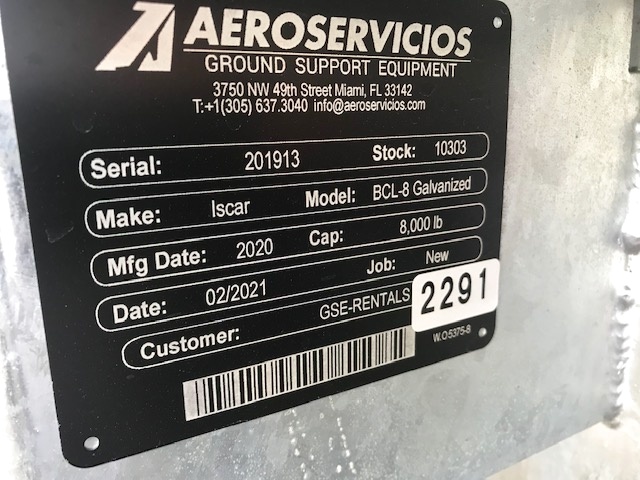 AEROSERVICIOS
GROUND SUPPORT EQUIPMENT
3750 NW 49th Street Miami, FL 33142
T:+1(305) 637.3040 info@aeroservicios.com
Serial: 201913 Stock: 10303
Make: Iscar Model: BCL-8 Galvanized
Mfg Date: 2020 Cap: 8,000 lb
Date: 02/2021 Job: New
Customer: GSE-RENTALS
2291
W.O5375-8